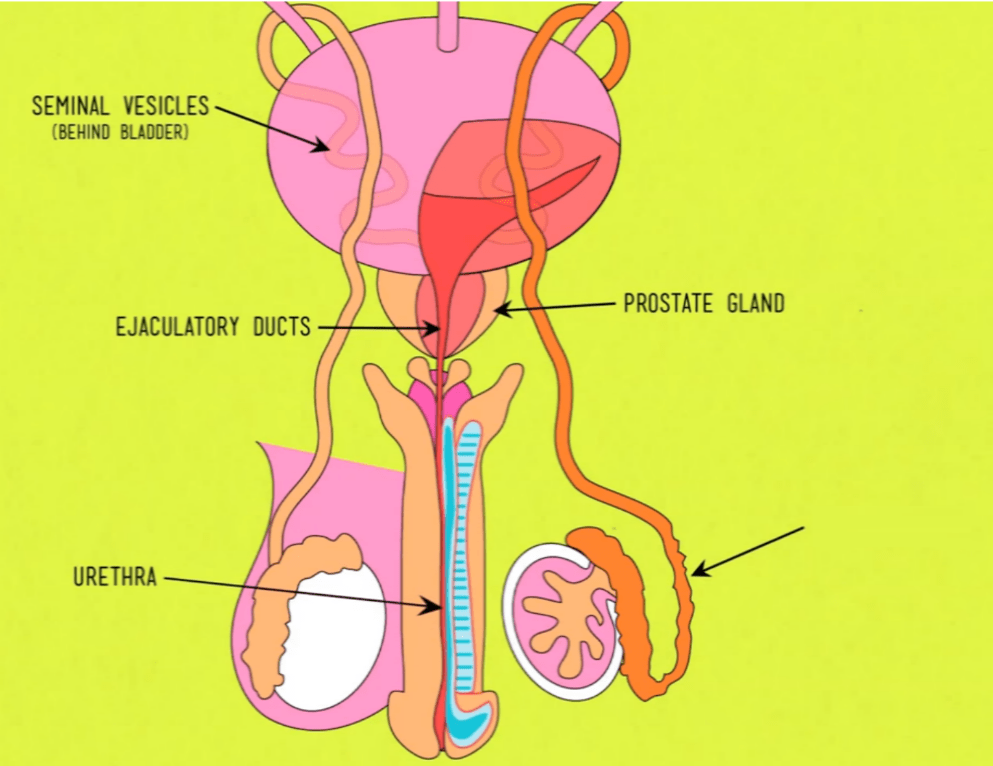 SEMINAL VESICLES
(BEHIND BLADDER)
PROSTATE GLAND
EJACULATORY DUCTS
URETHRA